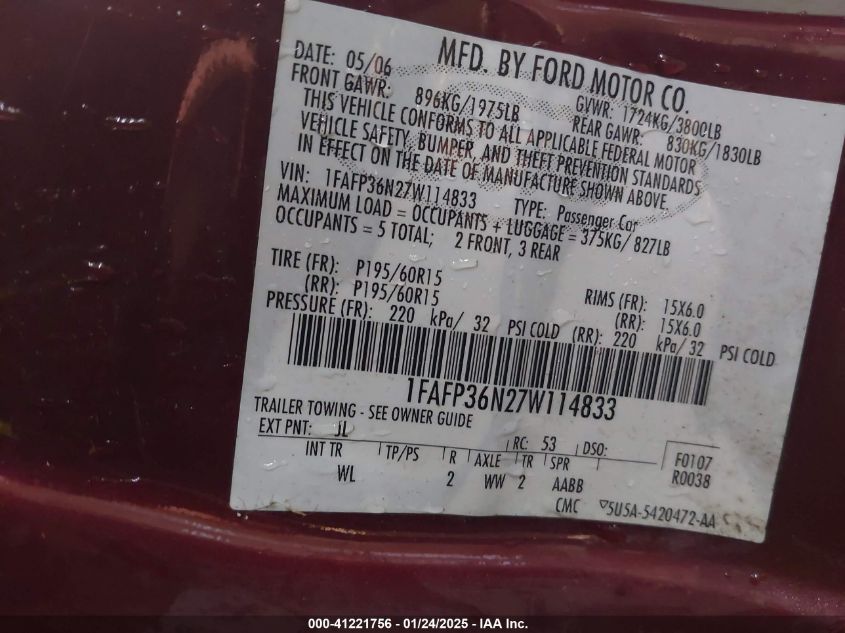 MFD. BY FORD MOTOR CO.
DATE: 05/06 GVWR: 1724KG/3800LB
FRONT GAWR: 896KG/1975LB REAR GAWR: 830KG/1830LB
THIS VEHICLE CONFORMS TO ALL APPLICABLE FEDERAL MOTOR
VEHICLE SAFETY, BUMPER, AND THEFT PREVENTION STANDARDS
IN EFFECT ON THE DATE OF MANUFACTURE SHOWN ABOVE.
VIN: 1FAFP36N27W114833 TYPE: Passenger Car
MAXIMUM LOAD = OCCUPANTS + LUGGAGE = 375KG/ 827LB
OCCUPANTS = 5 TOTAL; 2 FRONT, 3 REAR
TIRE (FR): P195/60R15 RIMS (FR): 15X6.0
(RR): P195/60R15 (RR): 15X6.0
PRESSURE (FR): 220 kPa/ 32 PSI COLD (RR): 220 kPa/ 32 PSI COLD
1FAFP36N27W114833
TRAILER TOWING - SEE OWNER GUIDE
EXT PNT: JL RC: 53 DSO: F0107
INT TR TP/PS R AXLE TR SPR R0038
WL 2 WW 2 AABB
CMC ▽5U5A-5420472-AA
000-41221756 - 01/24/2025 - IAA Inc.